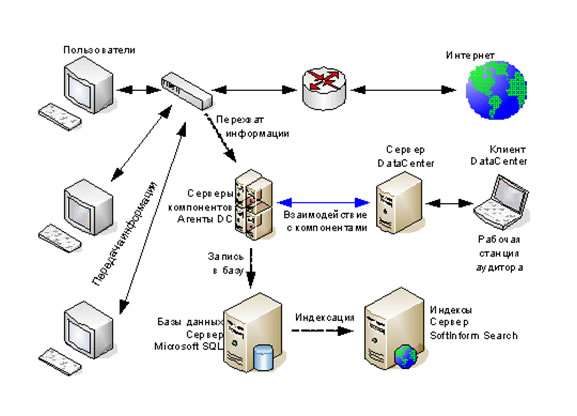 Пользователи
Интернет
Перехват
информации
Сервер
DataCenter
Клиент
DataCenter
Серверы
компонентов
Агенты DC
Взаимодействие
с компонентами
Рабочая
станция
аудитора
Передача информации
Запись
в базу
Базы данных
Сервер
Microsoft SQL
Индексация
Индексы
Сервер
SoftInform Search